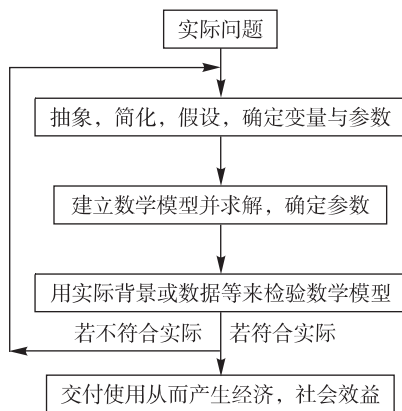 实际问题
抽象，简化，假设，确定变量与参数
建立数学模型并求解，确定参数
用实际背景或数据等来检验数学模型
若不符合实际 若符合实际
交付使用从而产生经济，社会效益